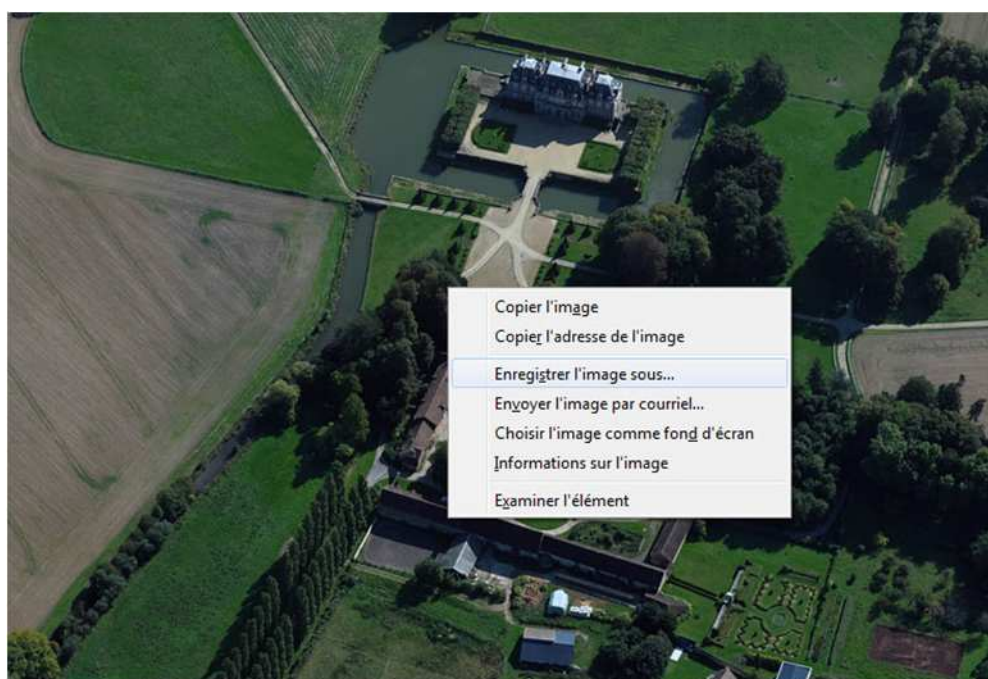 Copier l'image
Copier l'adresse de l'image
Enregistrer l'image sous...
Envoyer l'image par courriel...
Choisir l'image comme fond d'écran
Informations sur l'image
Examiner l'élément